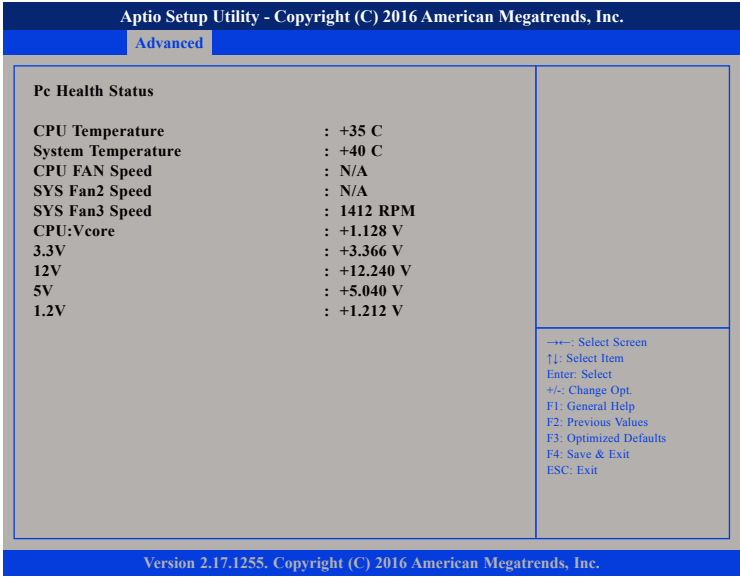 Aptio Setup Utility - Copyright (C) 2016 American Megatrends, Inc.
Advanced
Pc Health Status
CPU Temperature : +35 C
System Temperature : +40 C
CPU FAN Speed : N/A
SYS Fan2 Speed : N/A
SYS Fan3 Speed : 1412 RPM
CPU:Vcore : +1.128 V
3.3V : +3.366 V
12V : +12.240 V
5V : +5.040 V
1.2V : +1.212 V
→←: Select Screen
↑↓: Select Item
Enter: Select
+/-: Change Opt.
F1: General Help
F2: Previous Values
F3: Optimized Defaults
F4: Save & Exit
ESC: Exit
Version 2.17.1255. Copyright (C) 2016 American Megatrends, Inc.